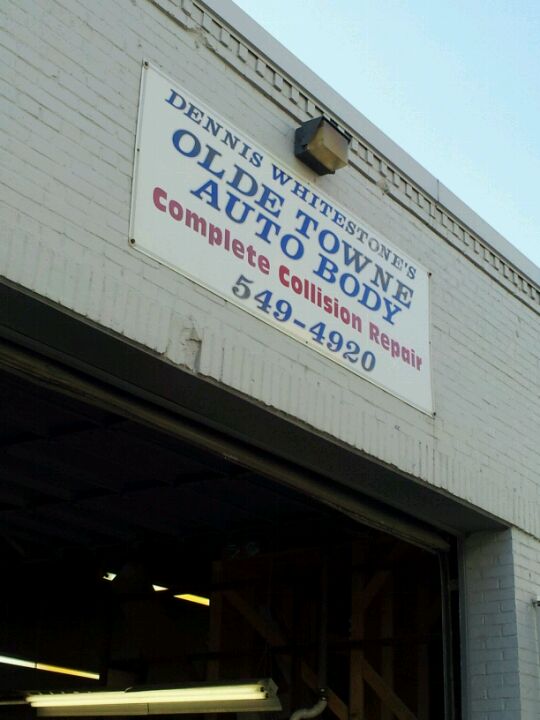 DENNIS WHITESTONE'S
OLDE TOWNE
AUTO BODY
Complete Collision Repair
549-4920